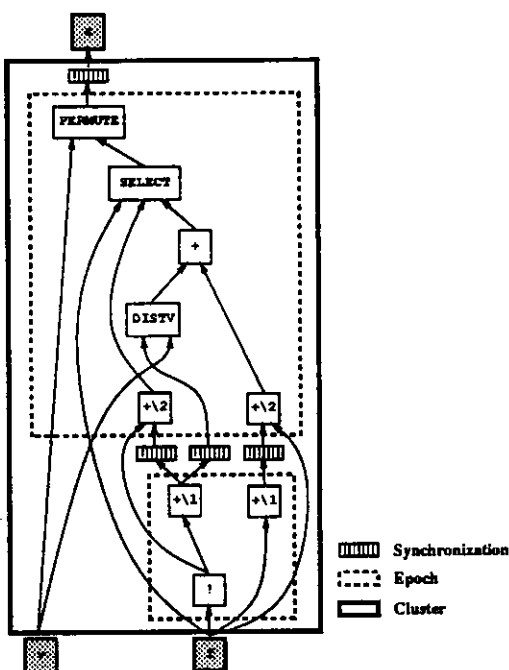 PERMUTE
SELECT
+
DISTV
+\2
+\2
+\1
+\1
!
Synchronization
Epoch
Cluster